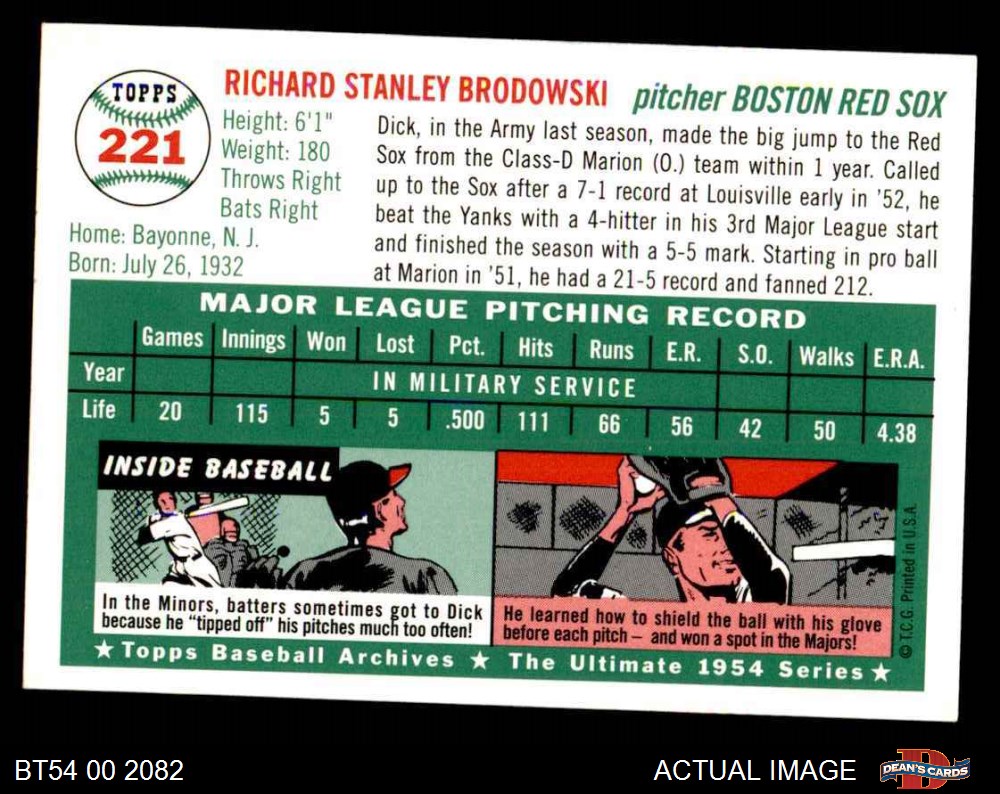 TOPPS
221
RICHARD STANLEY BRODOWSKI pitcher BOSTON RED SOX
Height: 6'1"
Weight: 180
Throws Right
Bats Right
Home: Bayonne, N. J.
Born: July 26, 1932
Dick, in the Army last season, made the big jump to the Red
Sox from the Class-D Marion (O.) team within 1 year. Called
up to the Sox after a 7-1 record at Louisville early in '52, he
beat the Yanks with a 4-hitter in his 3rd Major League start
and finished the season with a 5-5 mark. Starting in pro ball
at Marion in '51, he had a 21-5 record and fanned 212.
MAJOR LEAGUE PITCHING RECORD
Games Innings Won Lost Pct. Hits Runs E.R. S.O. Walks E.R.A.
Year IN MILITARY SERVICE
Life 20 115 5 5 .500 111 66 56 42 50 4.38
INSIDE BASEBALL
In the Minors, batters sometimes got to Dick
because he "tipped off" his pitches much too often!
He learned how to shield the ball with his glove
before each pitch — and won a spot in the Majors!
© T.C.G. Printed in U.S.A.
★ Topps Baseball Archives ★ The Ultimate 1954 Series ★
BT54 00 2082
ACTUAL IMAGE
DEAN'S CARDS